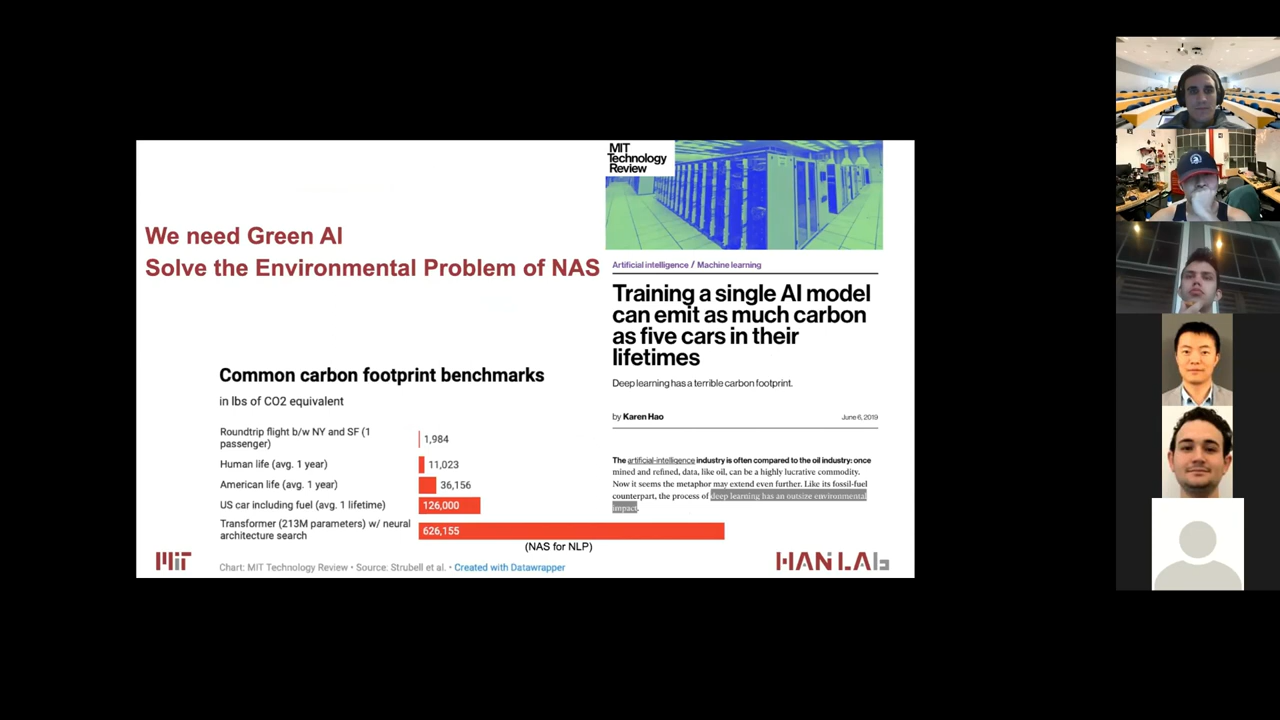 We need Green AI
Solve the Environmental Problem of NAS
Common carbon footprint benchmarks
in lbs of CO2 equivalent
Roundtrip flight b/w NY and SF (1
passenger)
1,984
Human life (avg. 1 year)
11,023
American life (avg. 1 year)
36,156
US car including fuel (avg. 1 lifetime)
126,000
Transformer (213M parameters) w/ neural
architecture search
626,155
(NAS for NLP)
Chart: MIT Technology Review • Source: Strubell et al. • Created with Datawrapper
MIT
Technology
Review
Artificial intelligence / Machine learning
Training a single AI model
can emit as much carbon
as five cars in their
lifetimes
Deep learning has a terrible carbon footprint.
by Karen Hao
June 6, 2019
The artificial-intelligence industry is often compared to the oil industry: once
mined and refined, data, like oil, can be a highly lucrative commodity.
Now it seems the metaphor may extend even further. Like its fossil-fuel
counterpart, the process of deep learning has an outsize environmental
impact.
MIT
HAN LAb